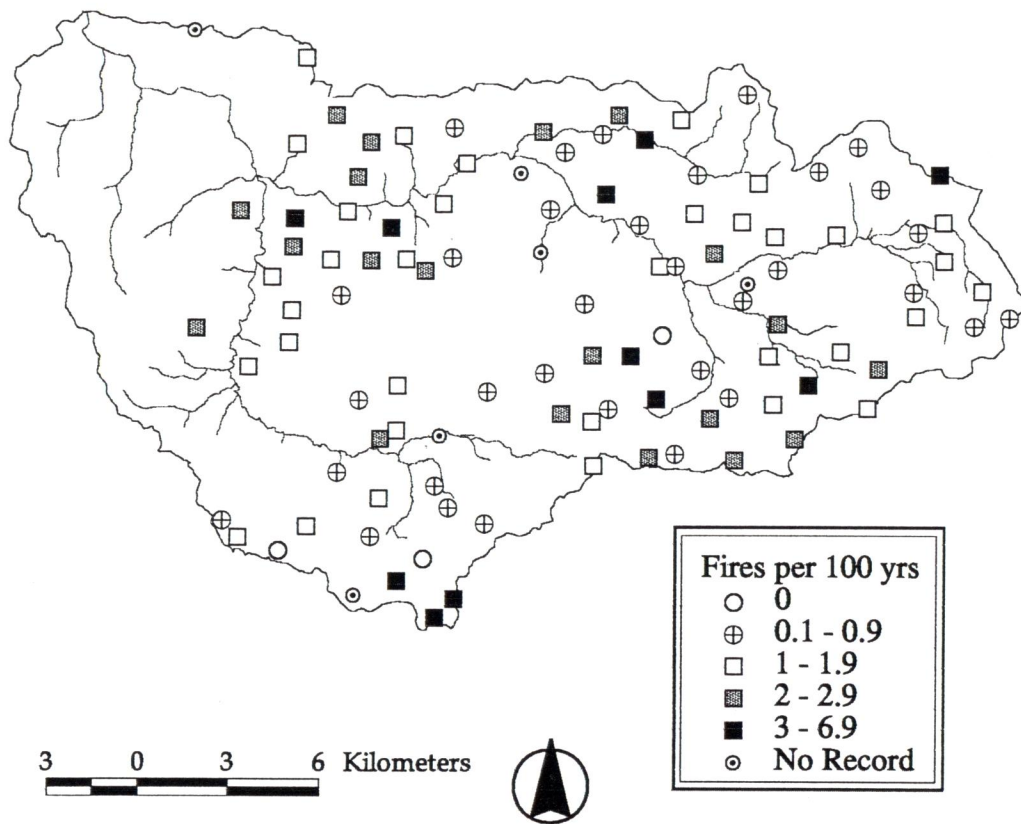 Fires per 100 yrs
0
0.1 - 0.9
1 - 1.9
2 - 2.9
3 - 6.9
No Record
3 0 3 6 Kilometers